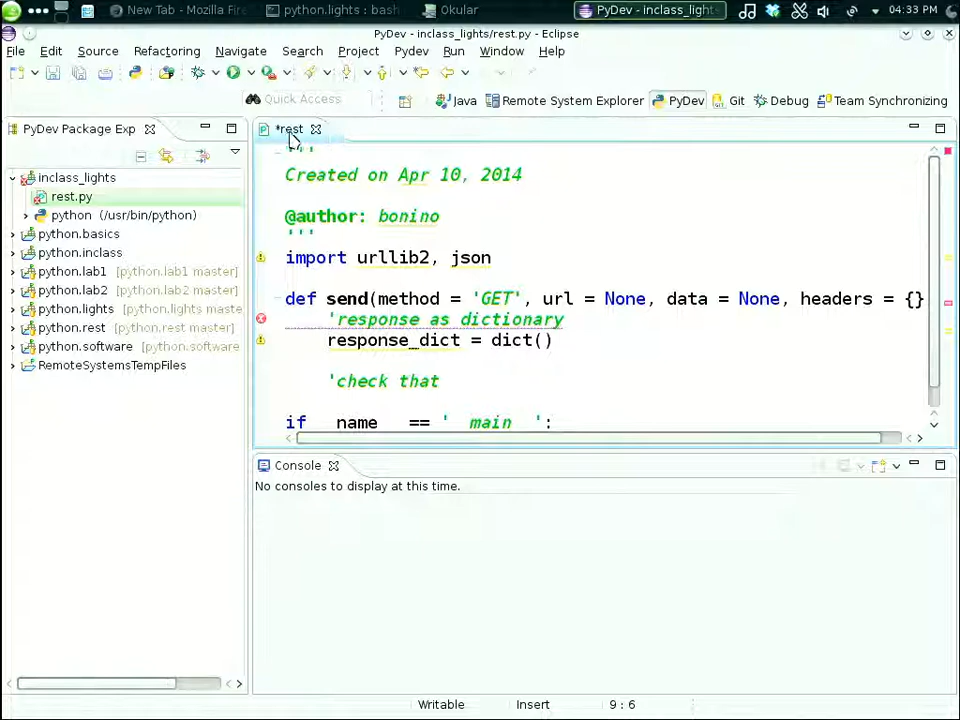 New Tab - Mozilla Fire
python.lights : bash
Okular
PyDev - inclass_lights
04:33 PM
PyDev - inclass_lights/rest.py - Eclipse
File Edit Source Refactoring Navigate Search Project Pydev Run Window Help
Quick Access
Java Remote System Explorer PyDev Git Debug Team Synchronizing
PyDev Package Exp
*rest
inclass_lights
rest.py
python (/usr/bin/python)
python.basics
python.inclass
python.lab1 [python.lab1 master]
python.lab2 [python.lab2 master]
python.lights [python.lights maste
python.rest [python.rest master]
python.software [python.software
RemoteSystemsTempFiles
'''
Created on Apr 10, 2014
@author: bonino
'''
import urllib2, json
def send(method = 'GET', url = None, data = None, headers = {}
'response as dictionary
response_dict = dict()
'check that
if __name__ == '__main__':
Console
No consoles to display at this time.
Writable Insert 9 : 6